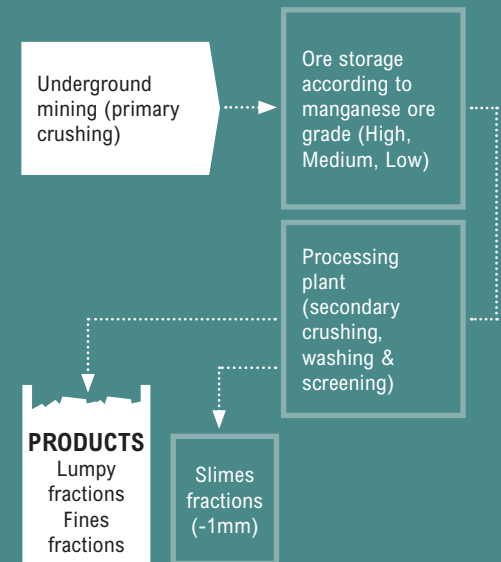 Underground
mining (primary
crushing)
Ore storage
according to
manganese ore
grade (High,
Medium, Low)
Processing
plant
(secondary
crushing,
washing &
screening)
PRODUCTS
Lumpy
fractions
Fines
fractions
Slimes
fractions
(-1mm)